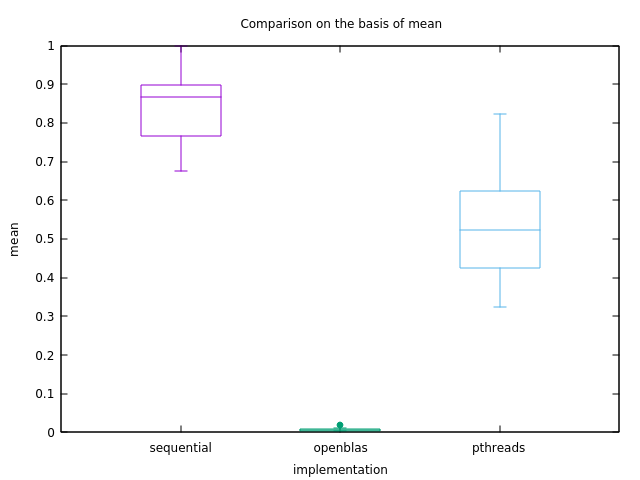 Comparison on the basis of mean
1
0.9
0.8
0.7
0.6
0.5
0.4
0.3
0.2
0.1
0
mean
sequential openblas pthreads
implementation